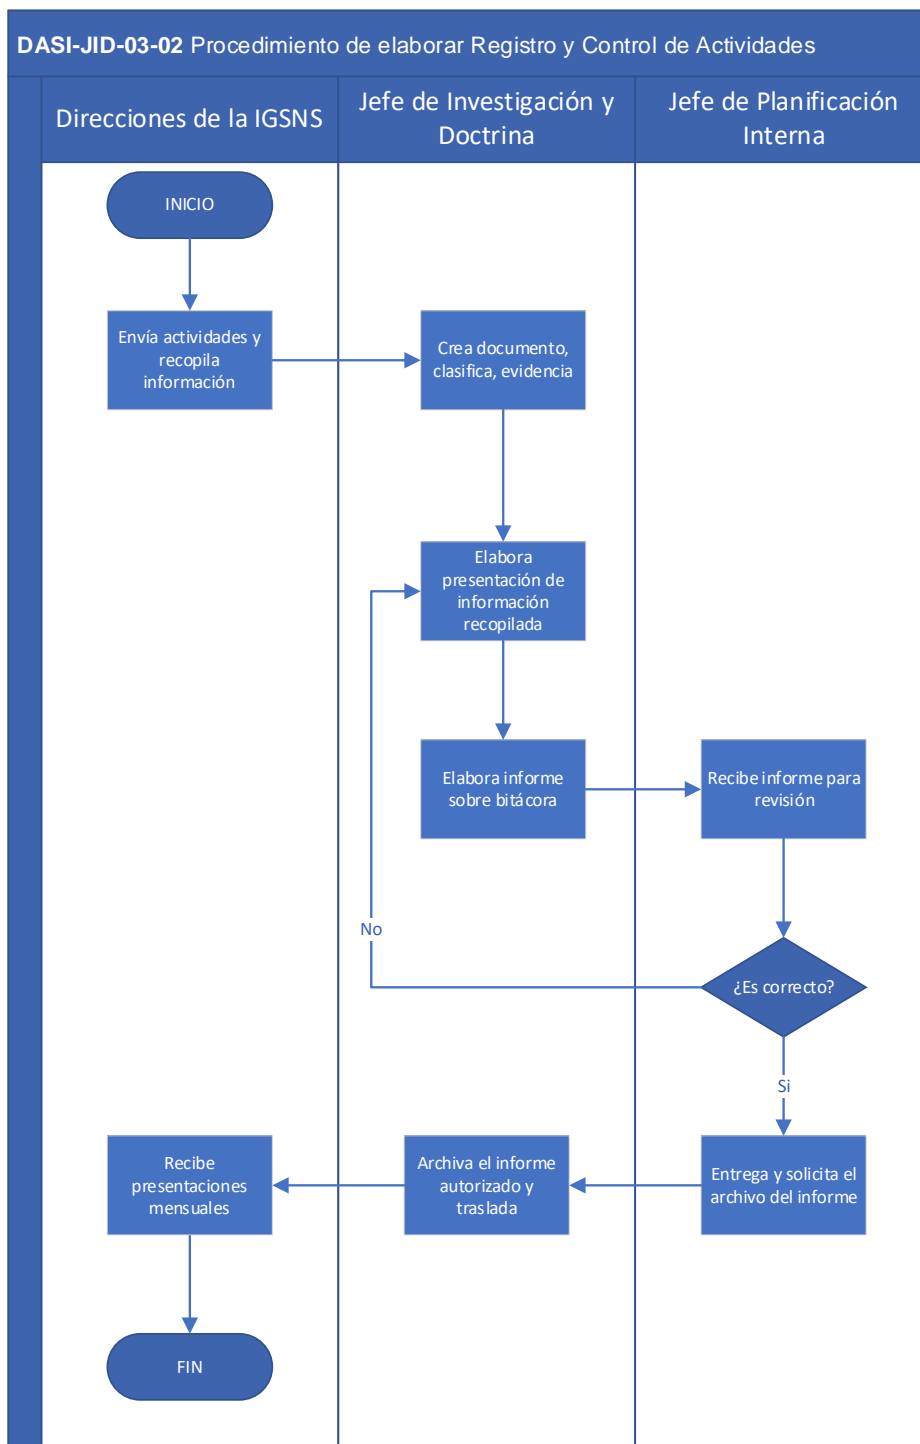 DASI-JID-03-02 Procedimiento de elaborar Registro y Control de Actividades
Direcciones de la IGSNS
Jefe de Investigación y
Doctrina
Jefe de Planificación
Interna
INICIO
Envía actividades y
recopila
información
Crea documento,
clasifica, evidencia
Elabora
presentación de
información
recopilada
Elabora informe
sobre bitácora
Recibe informe para
revisión
No
¿Es correcto?
Si
Recibe
presentaciones
mensuales
Archiva el informe
autorizado y
traslada
Entrega y solicita el
archivo del informe
FIN